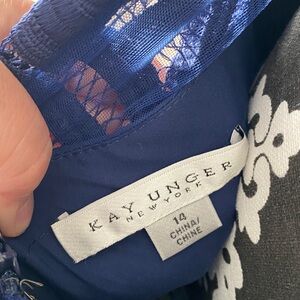 KAY UNGER
NEW YORK
14
CHINA/
CHINE